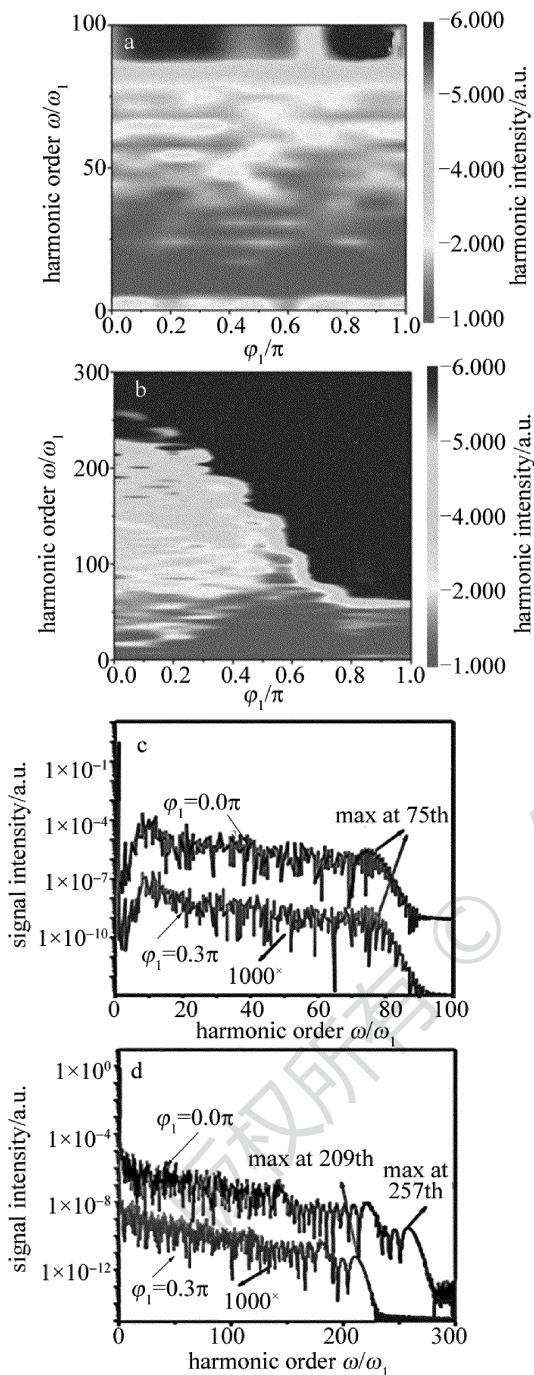 a
100
50
0
harmonic order ω/ω₁
0.0 0.2 0.4 0.6 0.8 1.0
φ₁/π
−6.000
−5.000
−4.000
−2.000
−1.000
harmonic intensity/a.u.
b
300
200
100
0
harmonic order ω/ω₁
0.0 0.2 0.4 0.6 0.8 1.0
φ₁/π
−6.000
−5.000
−4.000
−2.000
−1.000
harmonic intensity/a.u.
c
1×10⁻¹
1×10⁻⁴
1×10⁻⁷
1×10⁻¹⁰
signal intensity/a.u.
φ₁=0.0π
max at 75th
φ₁=0.3π
1000×
0 20 40 60 80 100
harmonic order ω/ω₁
d
1×10⁰
1×10⁻⁴
1×10⁻⁸
1×10⁻¹²
signal intensity/a.u.
φ₁=0.0π
max at 209th
max at
257th
φ₁=0.3π
1000×
0 100 200 300
harmonic order ω/ω₁
版权所有 ©